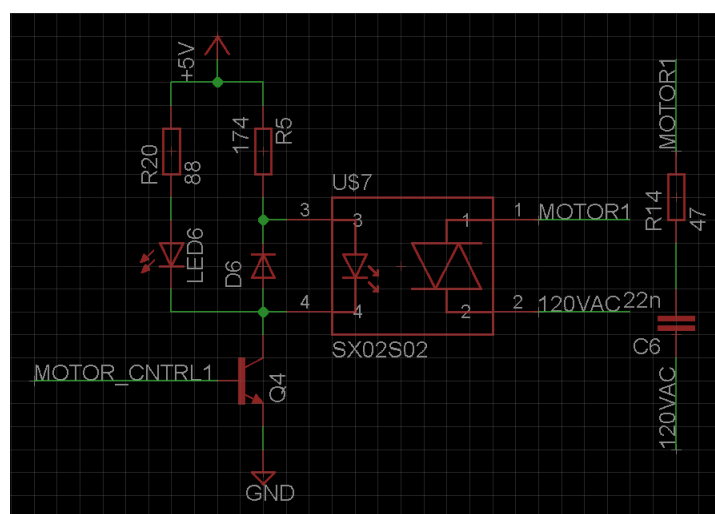 +5V
R20
88
174
R5
LED6
D6
U$7
3
3
4
4
1
1
2
2
MOTOR1
120VAC
SX02S02
MOTOR_CNTRL1
Q4
GND
MOTOR1
R14
47
22n
C6
120VAC